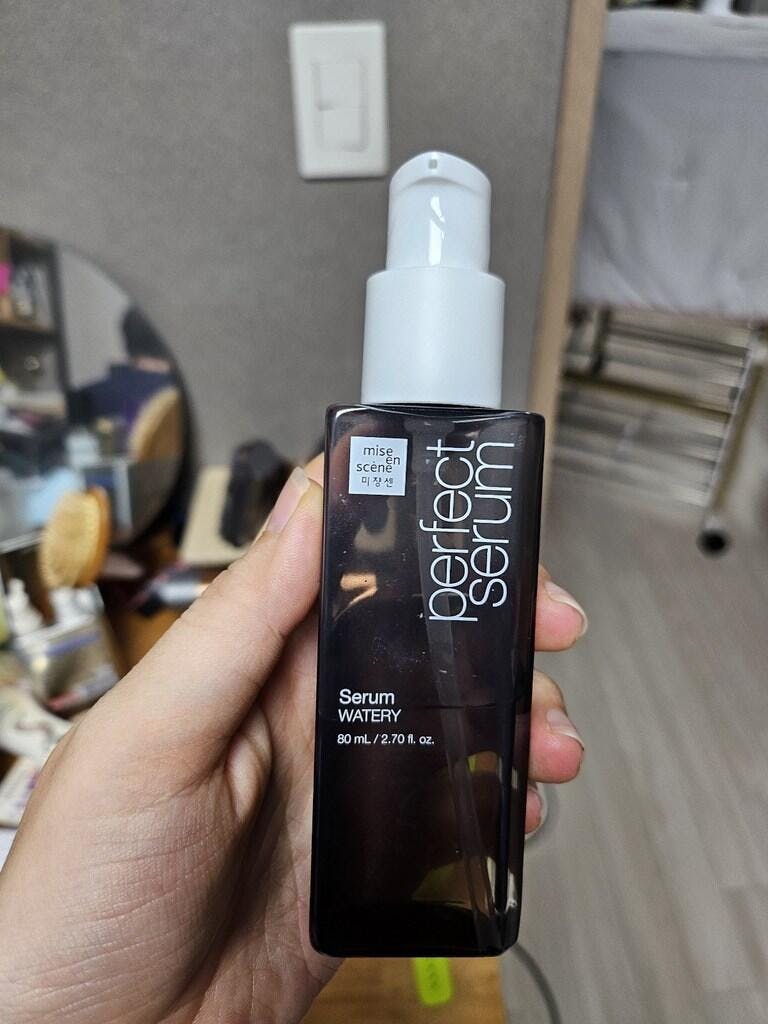 mise
en
scène
미쟝센
perfect
serum
Serum
WATERY
80 mL / 2.70 fl. oz.